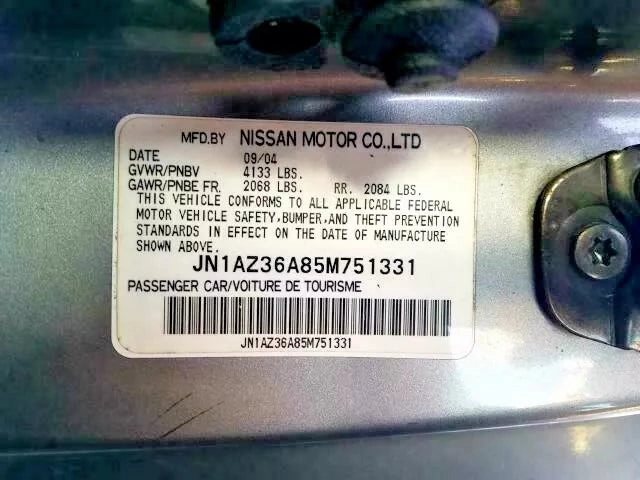 MFD.BY NISSAN MOTOR CO.,LTD
DATE 09/04
GVWR/PNBV 4133 LBS.
GAWR/PNBE FR. 2068 LBS. RR. 2084 LBS.
THIS VEHICLE CONFORMS TO ALL APPLICABLE FEDERAL
MOTOR VEHICLE SAFETY,BUMPER,AND THEFT PREVENTION
STANDARDS IN EFFECT ON THE DATE OF MANUFACTURE
SHOWN ABOVE.
JN1AZ36A85M751331
PASSENGER CAR/VOITURE DE TOURISME
JN1AZ36A85M751331